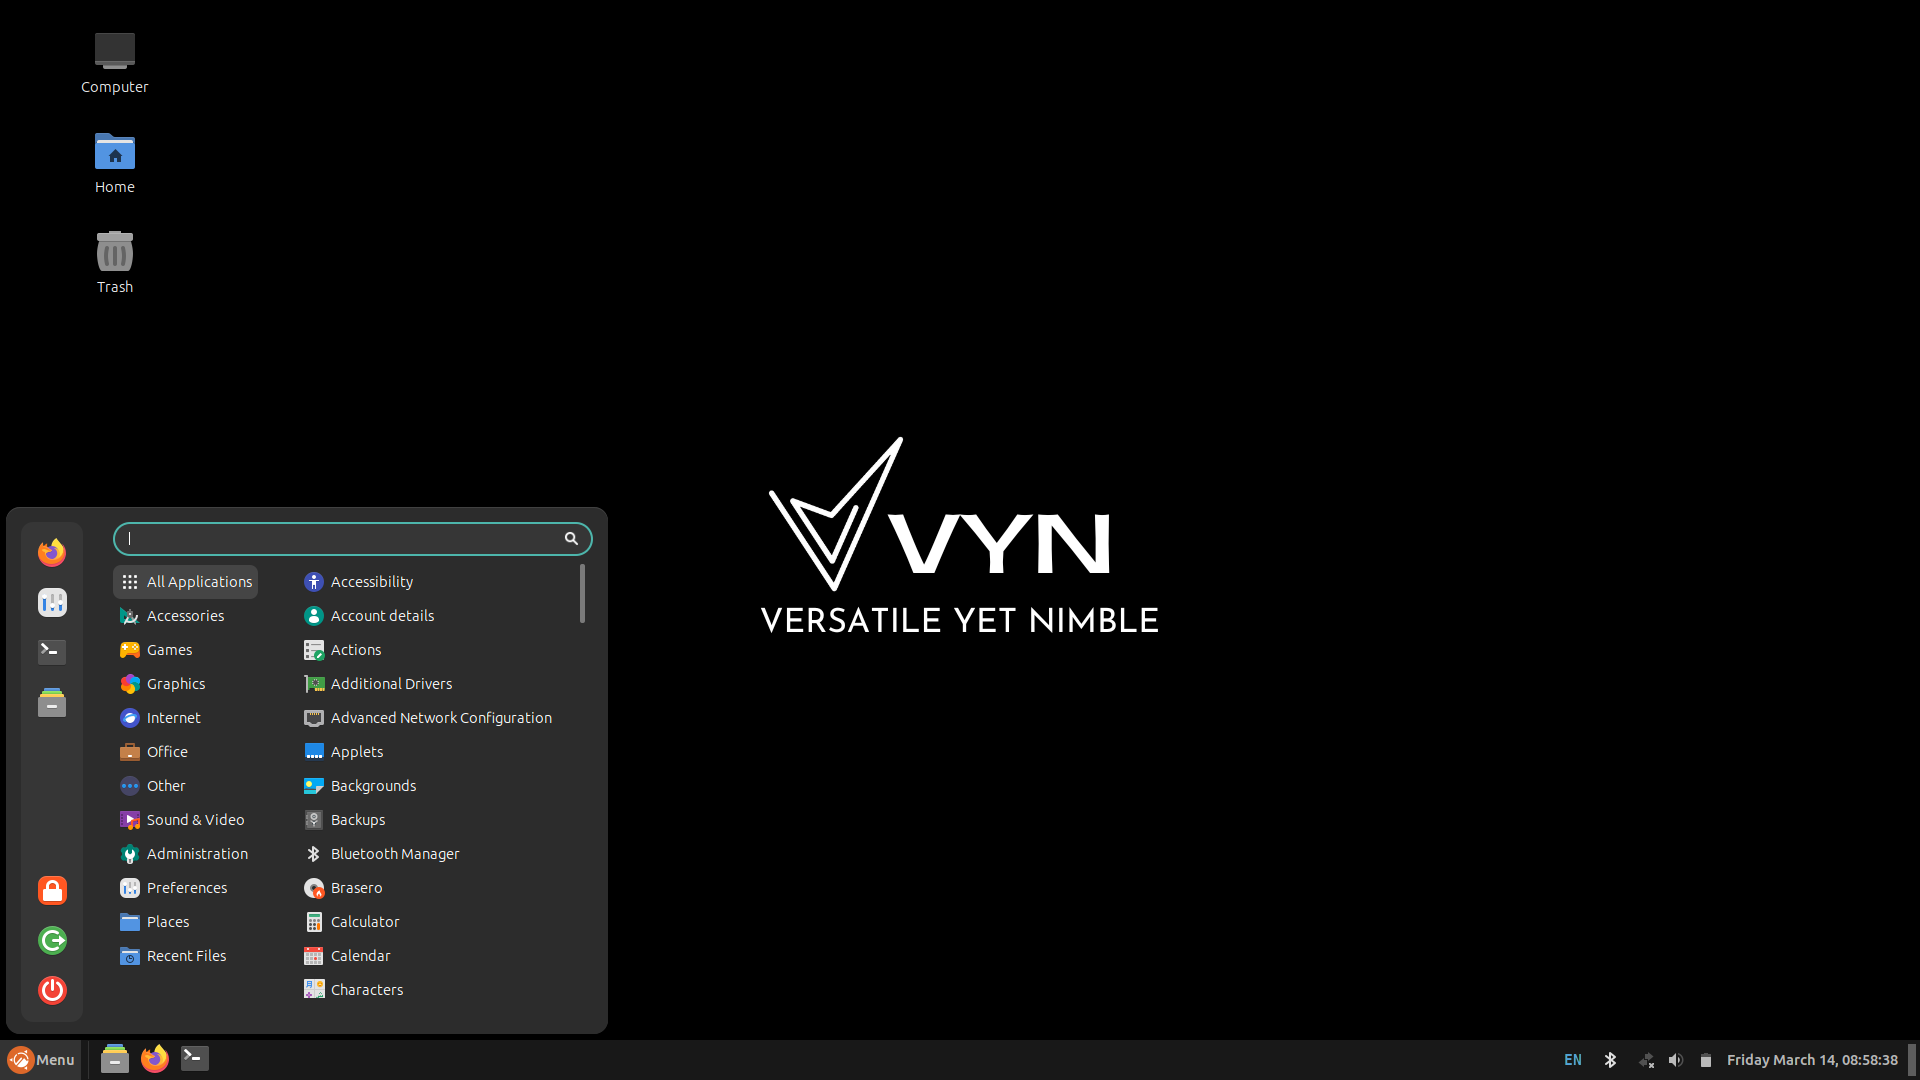 Computer
Home
Trash
VYN
VERSATILE YET NIMBLE
All Applications
Accessories
Games
Graphics
Internet
Office
Other
Sound & Video
Administration
Preferences
Places
Recent Files
Accessibility
Account details
Actions
Additional Drivers
Advanced Network Configuration
Applets
Backgrounds
Backups
Bluetooth Manager
Brasero
Calculator
Calendar
Characters
Menu
EN
Friday March 14, 08:58:38